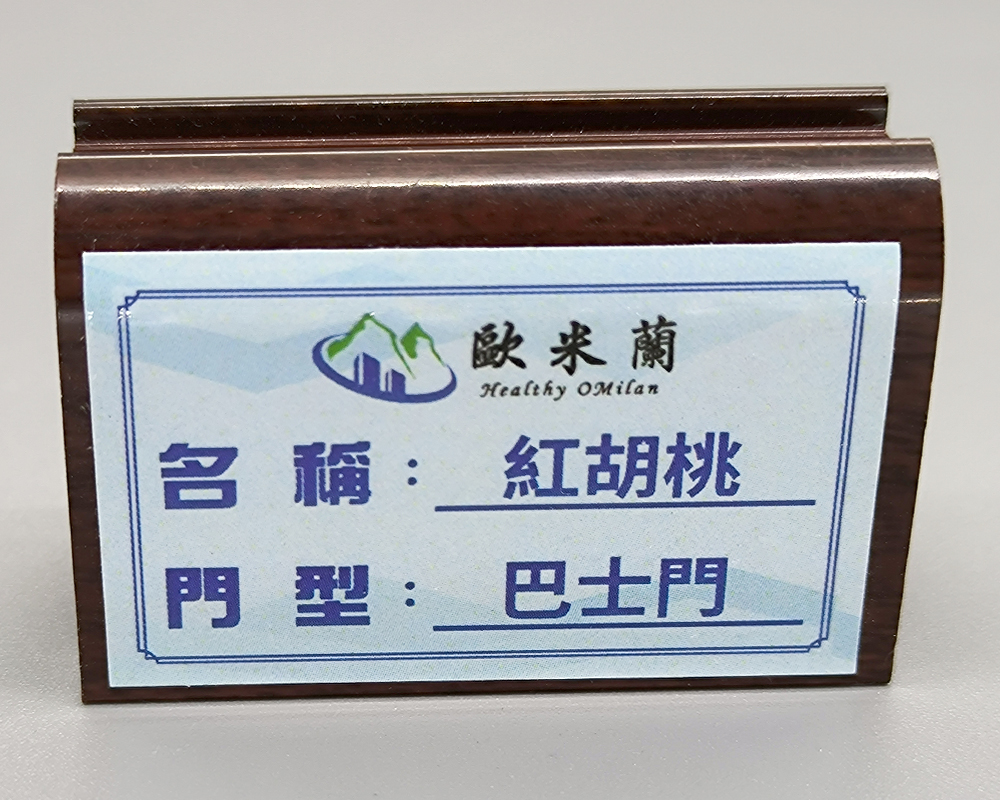 歐米蘭
Healthy OMilan
名稱：紅胡桃
門型：巴士門